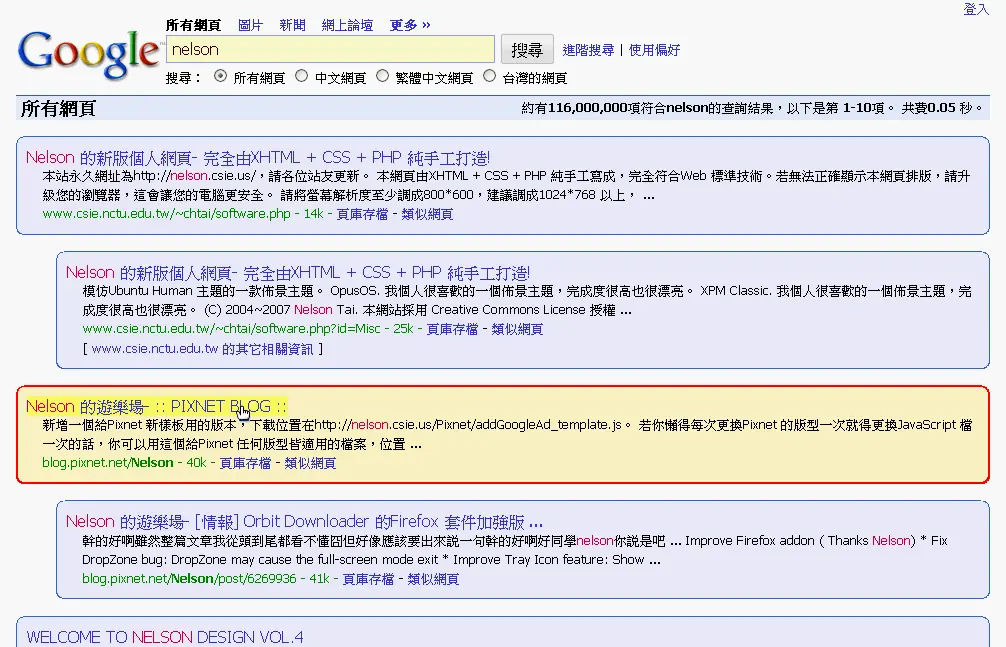 登入
所有網頁 圖片 新聞 網上論壇 更多 »
Google™ nelson 搜尋 進階搜尋 | 使用偏好
搜尋： 所有網頁 中文網頁 繁體中文網頁 台灣的網頁
所有網頁 約有116,000,000項符合nelson的查詢結果，以下是第 1-10項。 共費0.05 秒。
Nelson 的新版個人網頁- 完全由XHTML + CSS + PHP 純手工打造!
本站永久網址為http://nelson.csie.us/，請各位站友更新。 本網頁由XHTML + CSS + PHP 純手工寫成，完全符合Web 標準技術。若無法正確顯示本網頁排版，請升
級您的瀏覽器，這會讓您的電腦更安全。 請將螢幕解析度至少調成800*600，建議調成1024*768 以上， ...
www.csie.nctu.edu.tw/~chtai/software.php - 14k - 頁庫存檔 - 類似網頁
Nelson 的新版個人網頁- 完全由XHTML + CSS + PHP 純手工打造!
模仿Ubuntu Human 主題的一款佈景主題。 OpusOS. 我個人很喜歡的一個佈景主題，完成度很高也很漂亮。 XPM Classic. 我個人很喜歡的一個佈景主題，完
成度很高也很漂亮。 (C) 2004~2007 Nelson Tai. 本網站採用 Creative Commons License 授權 ...
www.csie.nctu.edu.tw/~chtai/software.php?id=Misc - 25k - 頁庫存檔 - 類似網頁
[ www.csie.nctu.edu.tw 的其它相關資訊 ]
Nelson 的遊樂場- :: PIXNET BLOG ::
新增一個給Pixnet 新樣板用的版本，下載位置在http://nelson.csie.us/Pixnet/addGoogleAd_template.js。 若你懶得每次更換Pixnet 的版型一次就得更換JavaScript 檔
一次的話，你可以用這個給Pixnet 任何版型皆適用的檔案，位置 ...
blog.pixnet.net/Nelson - 40k - 頁庫存檔 - 類似網頁
Nelson 的遊樂場- [情報] Orbit Downloader 的Firefox 套件加強版 ...
幹的好啊雖然整篇文章我從頭到尾都看不懂囧但好像應該要出來說一句幹的好啊好同學nelson你說是吧 ... Improve Firefox addon ( Thanks Nelson) * Fix
DropZone bug: DropZone may cause the full-screen mode exit * Improve Tray Icon feature: Show ...
blog.pixnet.net/Nelson/post/6269936 - 41k - 頁庫存檔 - 類似網頁
WELCOME TO NELSON DESIGN VOL.4